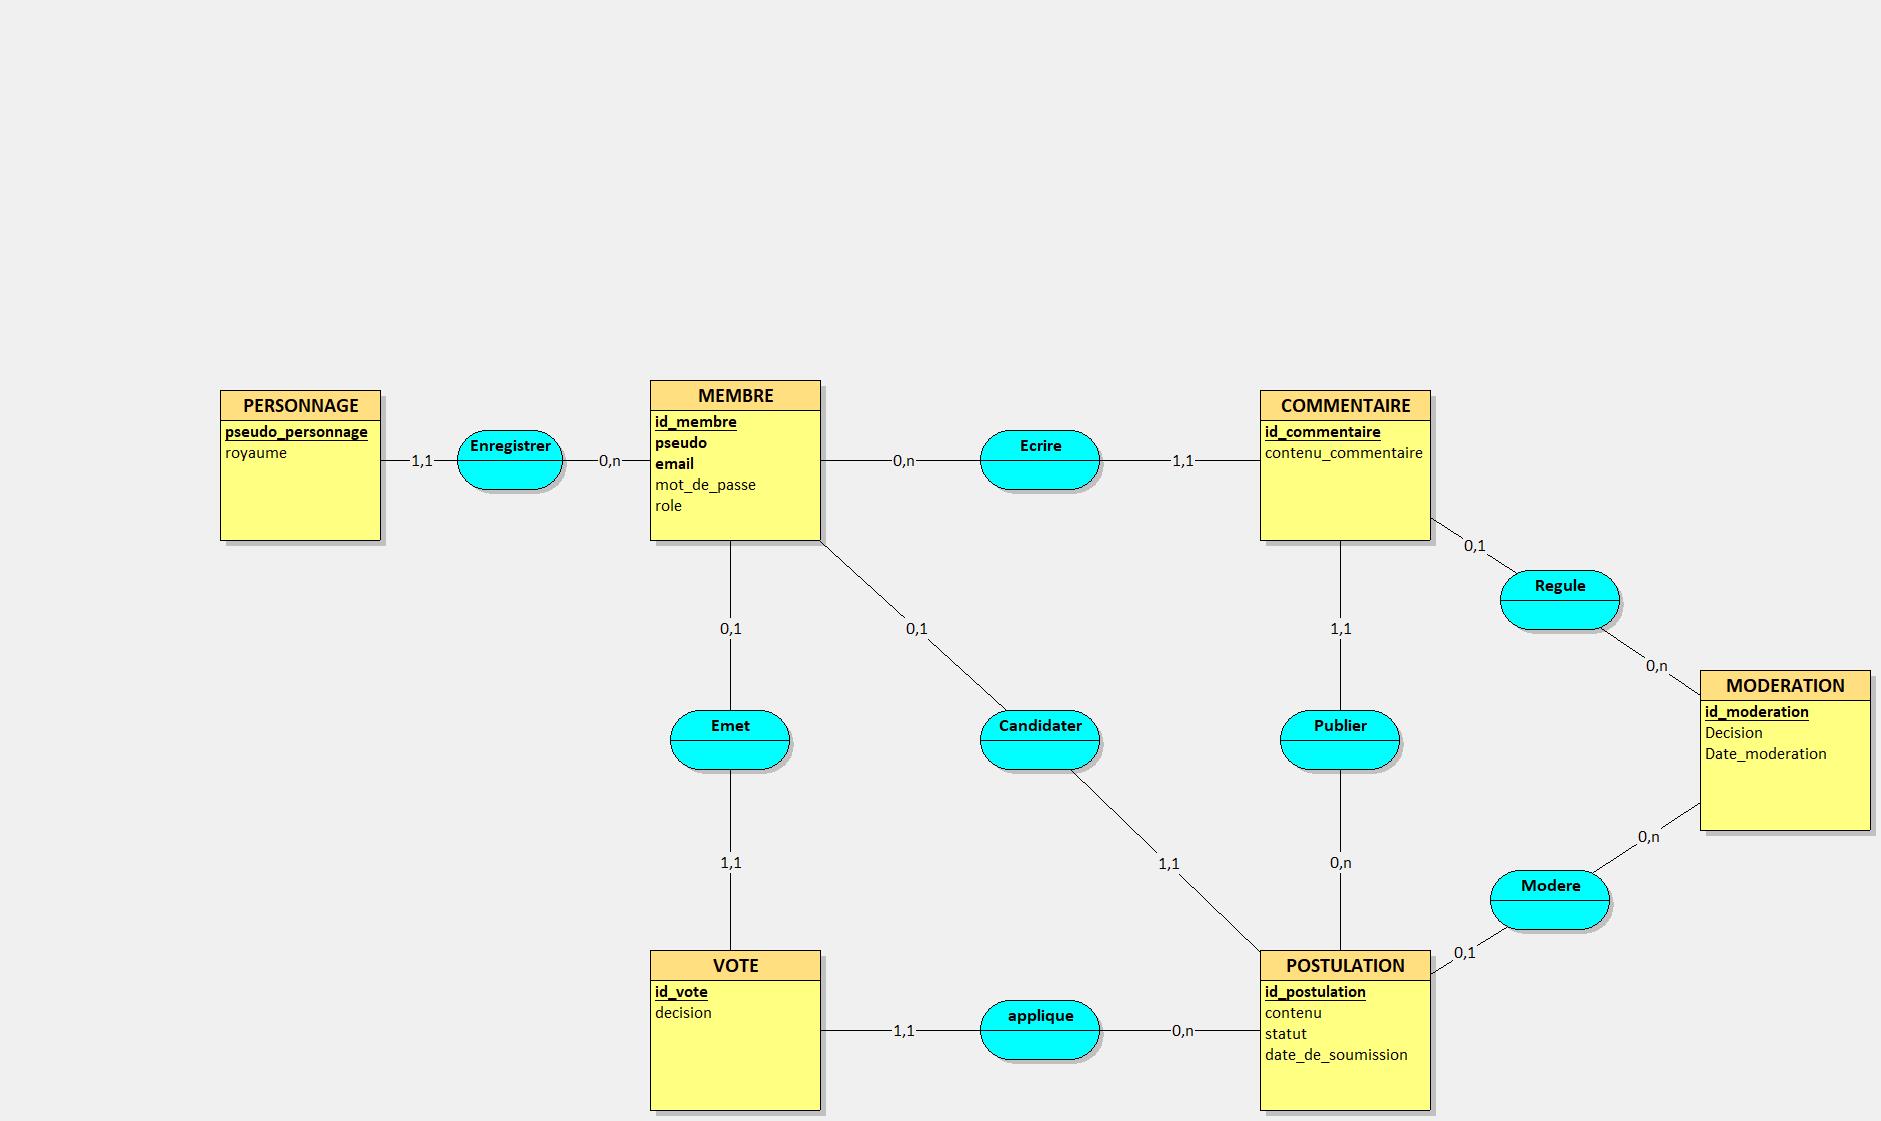 PERSONNAGE
pseudo_personnage
royaume
1,1
Enregistrer
0,n
MEMBRE
id_membre
pseudo
email
mot_de_passe
role
0,n
Ecrire
1,1
COMMENTAIRE
id_commentaire
contenu_commentaire
0,1
Regule
0,n
0,1
0,1
1,1
MODERATION
id_moderation
Decision
Date_moderation
Emet
Candidater
Publier
0,n
1,1
1,1
0,n
Modere
0,1
VOTE
id_vote
decision
1,1
applique
0,n
POSTULATION
id_postulation
contenu
statut
date_de_soumission